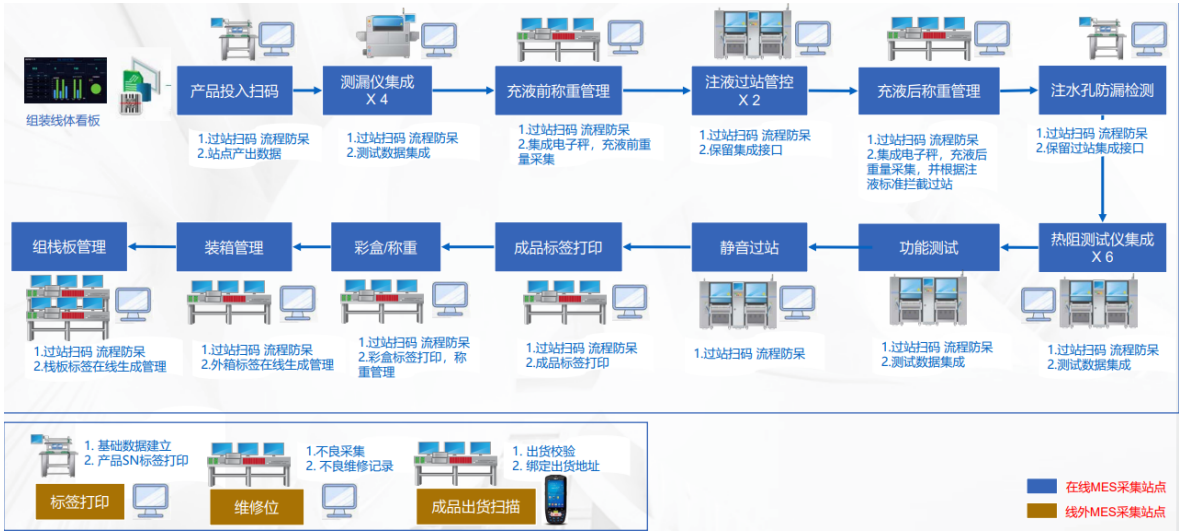 组装线体看板
产品投入扫码
1.过站扫码 流程防呆
2.站点产出数据
测漏仪集成
X 4
1.过站扫码 流程防呆
2.测试数据集成
充液前称重管理
1.过站扫码 流程防呆
2.集成电子秤，充液前重
量采集
注液过站管控
X 2
1.过站扫码 流程防呆
2.保留集成接口
充液后称重管理
1.过站扫码 流程防呆
2.集成电子秤，充液后
重量采集，并根据注
液标准拦截过站
注水孔防漏检测
1.过站扫码 流程防呆
2.保留过站集成接口
热阻测试仪集成
X 6
1.过站扫码 流程防呆
2.测试数据集成
功能测试
1.过站扫码 流程防呆
2.测试数据集成
静音过站
1.过站扫码 流程防呆
成品标签打印
1.过站扫码 流程防呆
2.成品标签打印
彩盒/称重
1.过站扫码 流程防呆
2.彩盒标签打印，称
重管理
装箱管理
1.过站扫码 流程防呆
2.外箱标签在线生成管理
组栈板管理
1.过站扫码 流程防呆
2.栈板标签在线生成管理
1. 基础数据建立
2. 产品SN标签打印
标签打印
1.不良采集
2. 不良维修记录
维修位
1. 出货校验
2. 绑定出货地址
成品出货扫描
在线MES采集站点
线外MES采集站点